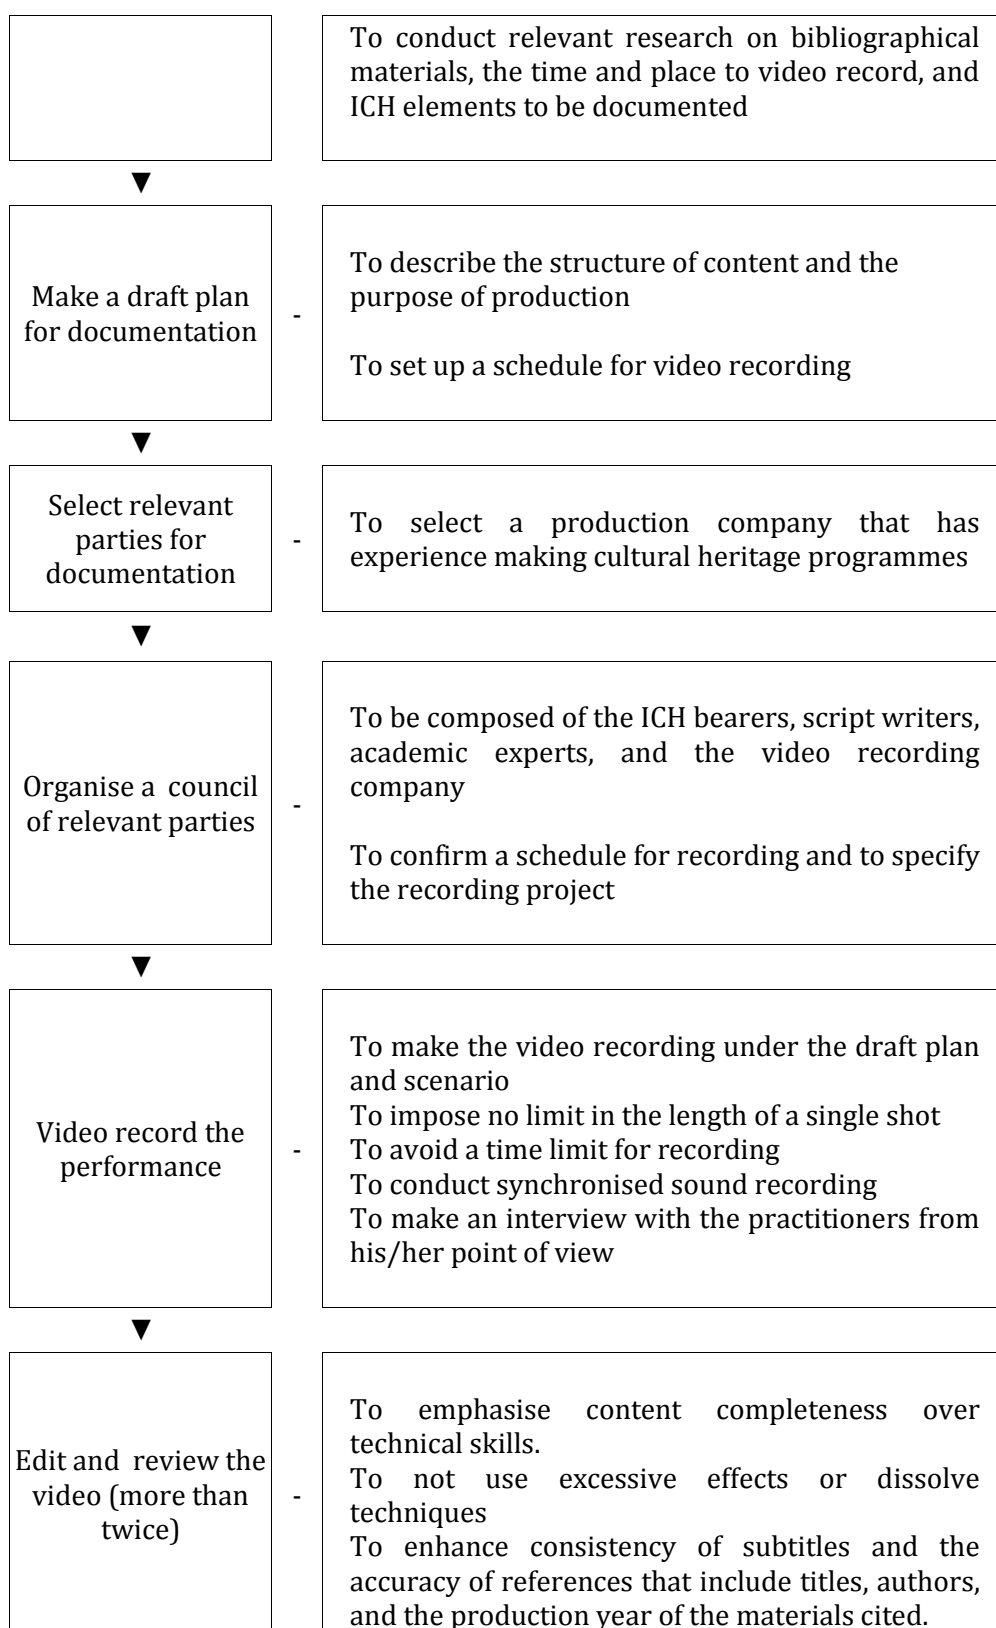 To conduct relevant research on bibliographical
materials, the time and place to video record, and
ICH elements to be documented
▼
Make a draft plan
for documentation
-
To describe the structure of content and the
purpose of production
To set up a schedule for video recording
▼
Select relevant
parties for
documentation
-
To select a production company that has
experience making cultural heritage programmes
▼
Organise a council
of relevant parties
-
To be composed of the ICH bearers, script writers,
academic experts, and the video recording
company
To confirm a schedule for recording and to specify
the recording project
▼
Video record the
performance
-
To make the video recording under the draft plan
and scenario
To impose no limit in the length of a single shot
To avoid a time limit for recording
To conduct synchronised sound recording
To make an interview with the practitioners from
his/her point of view
▼
Edit and review the
video (more than
twice)
-
To emphasise content completeness over
technical skills.
To not use excessive effects or dissolve
techniques
To enhance consistency of subtitles and the
accuracy of references that include titles, authors,
and the production year of the materials cited.